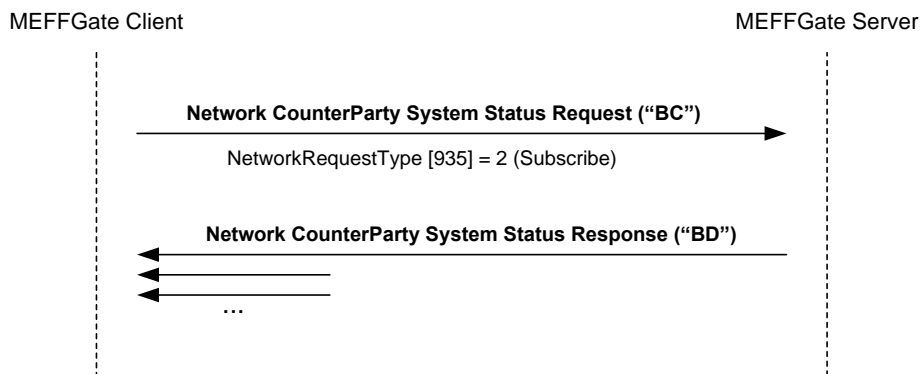 MEFFGate Client
MEFFGate Server
Network CounterParty System Status Request (“BC”)
NetworkRequestType [935] = 2 (Subscribe)
Network CounterParty System Status Response (“BD”)
...